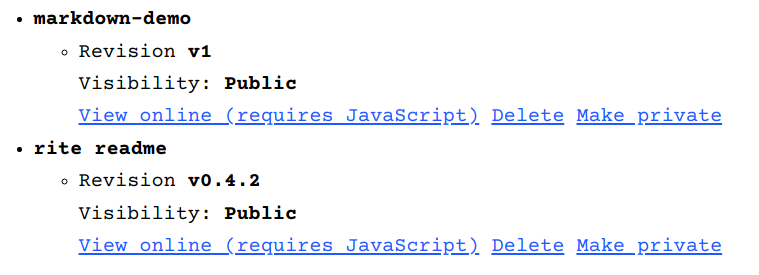 markdown-demo
Revision v1
Visibility: Public
View online (requires JavaScript) Delete Make private
rite readme
Revision v0.4.2
Visibility: Public
View online (requires JavaScript) Delete Make private